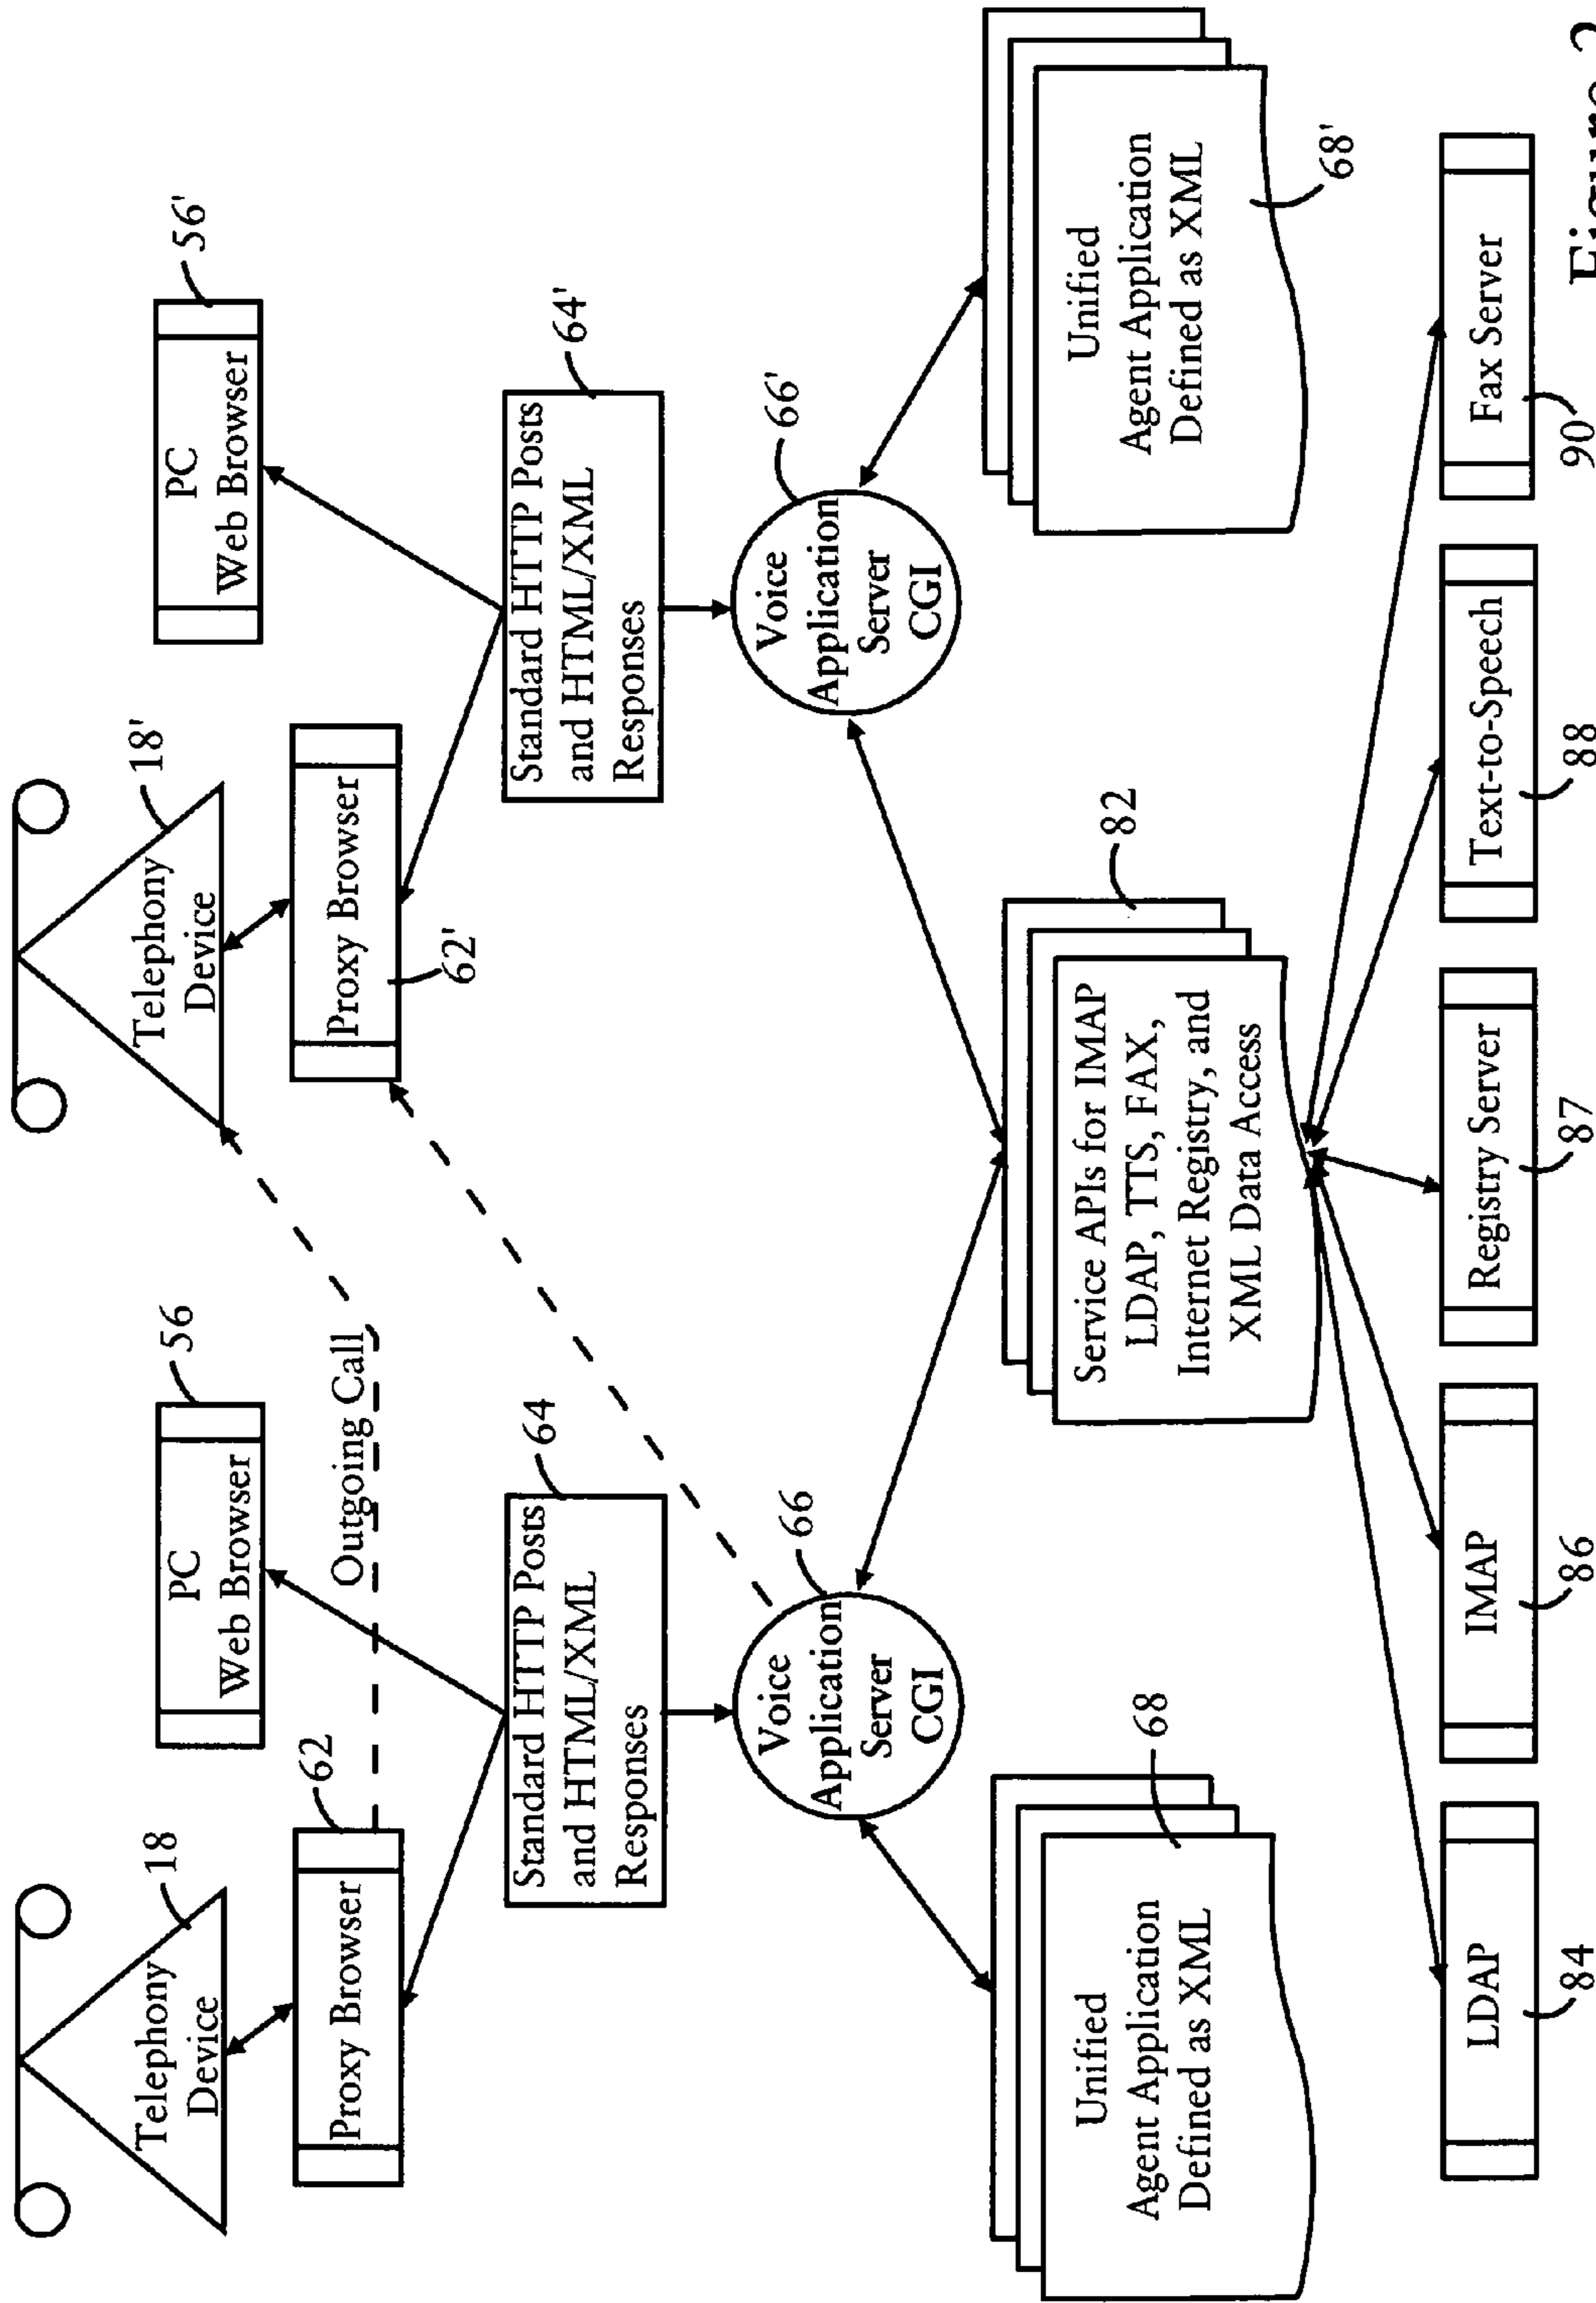 Telephony
Device
18
Proxy Browser
62
PC
Web Browser
56
Outgoing Call
Telephony
Device
18'
Proxy Browser
62'
PC
Web Browser
56'
Standard HTTP Posts
and HTML/XML
Responses
64
Standard HTTP Posts
and HTML/XML
Responses
64'
Voice
Application
Server
CGI
66
Voice
Application
Server
CGI
66'
Unified
Agent Application
Defined as XML
68
Service APIs for IMAP
LDAP, TTS, FAX,
Internet Registry, and
XML Data Access
82
Unified
Agent Application
Defined as XML
68'
LDAP
84
IMAP
86
Registry Server
87
Text-to-Speech
88
Fax Server
90
Figure 2